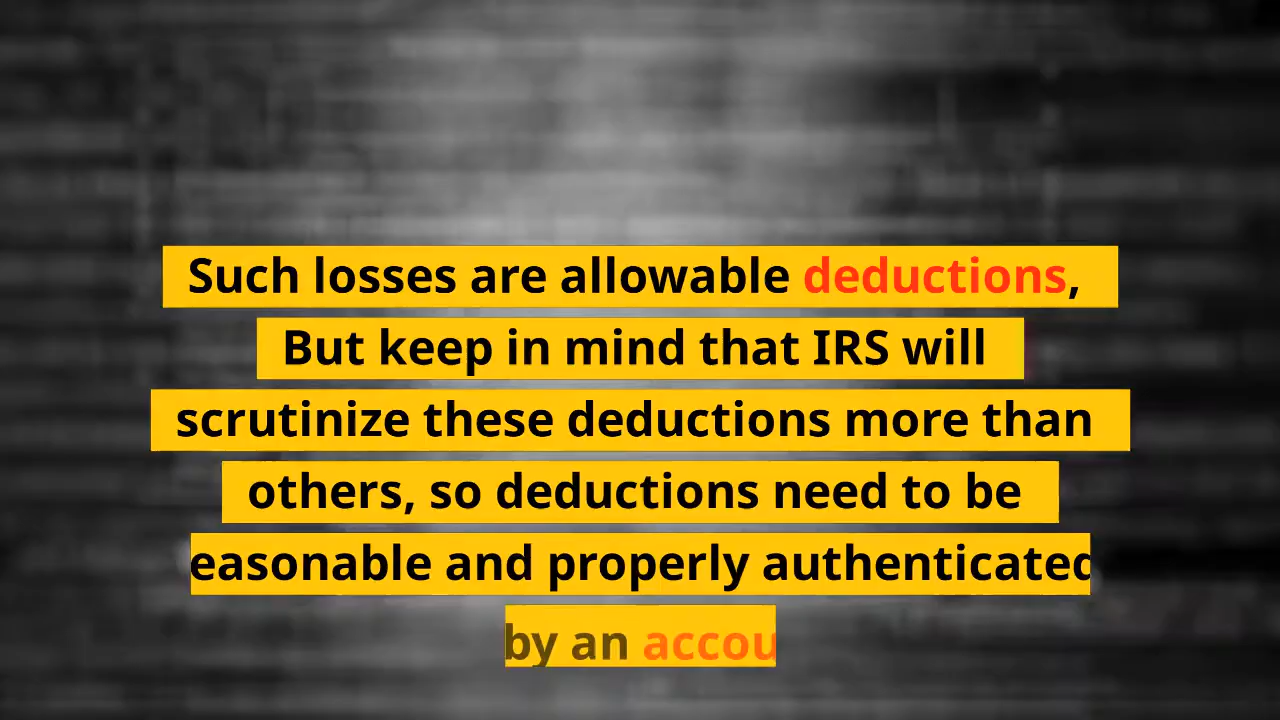 Such losses are allowable deductions,
But keep in mind that IRS will
scrutinize these deductions more than
others, so deductions need to be
easonable and properly authenticated
by an accou